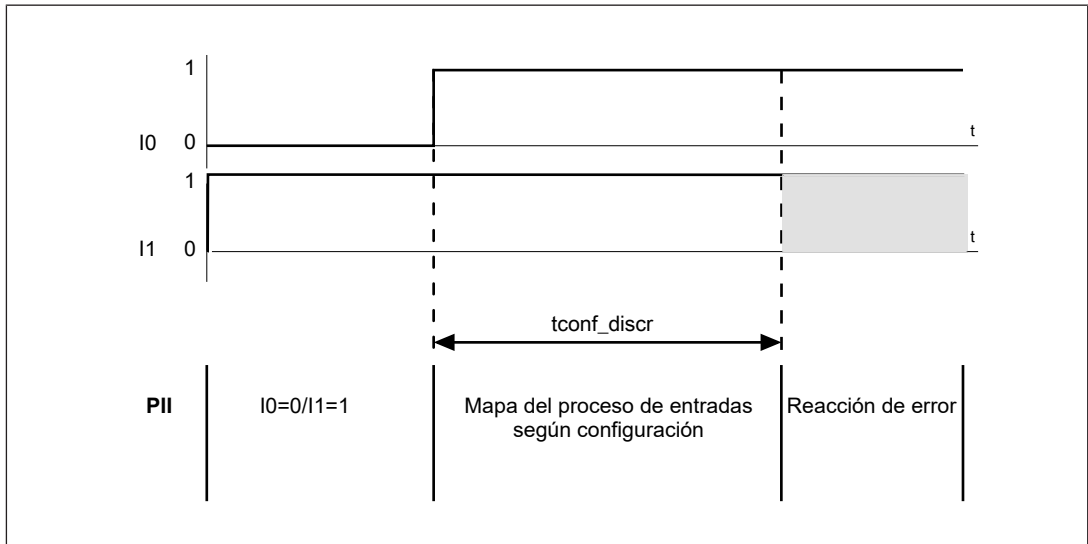 1
I0 0
t
1
I1 0
t
tconf_discr
PII I0=0/I1=1 Mapa del proceso de entradas Reacción de error
según configuración